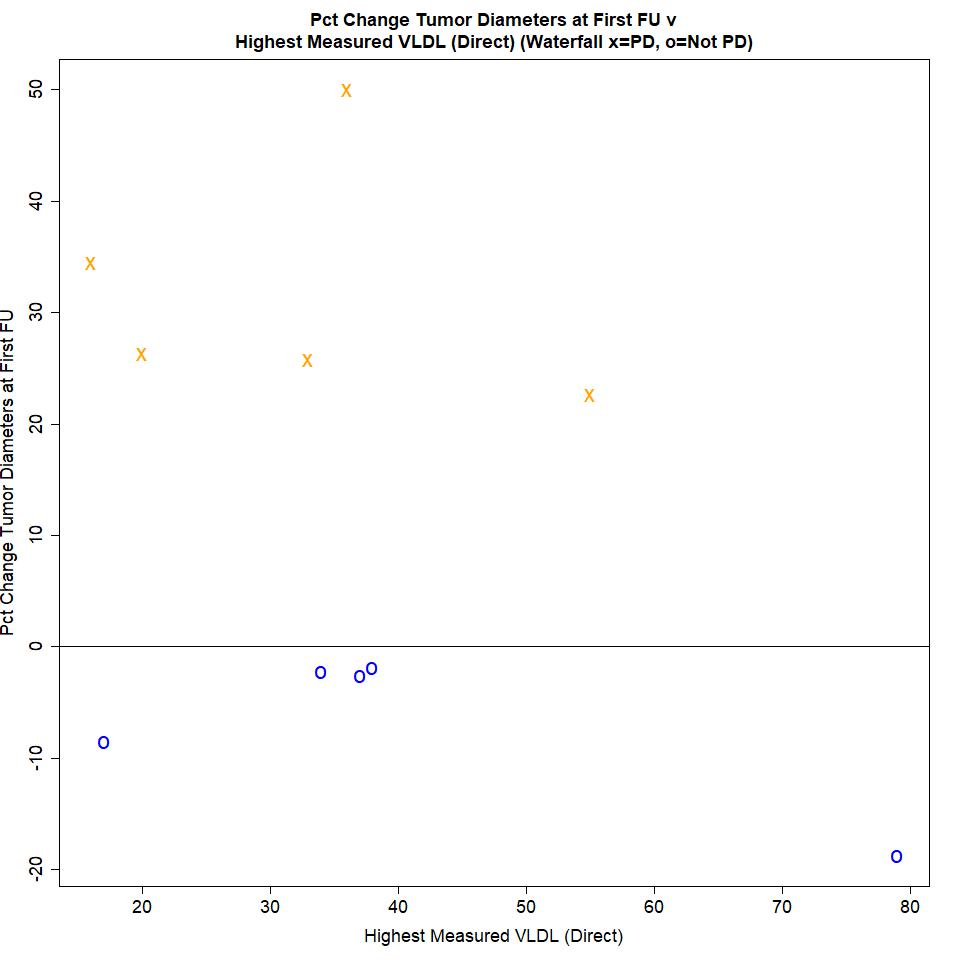 Pct Change Tumor Diameters at First FU v
Highest Measured VLDL (Direct) (Waterfall x=PD, o=Not PD)
Pct Change Tumor Diameters at First FU
50
40
30
20
10
0
-10
-20
x
x
x
x
x
o
o
o
o
o
20 30 40 50 60 70 80
Highest Measured VLDL (Direct)